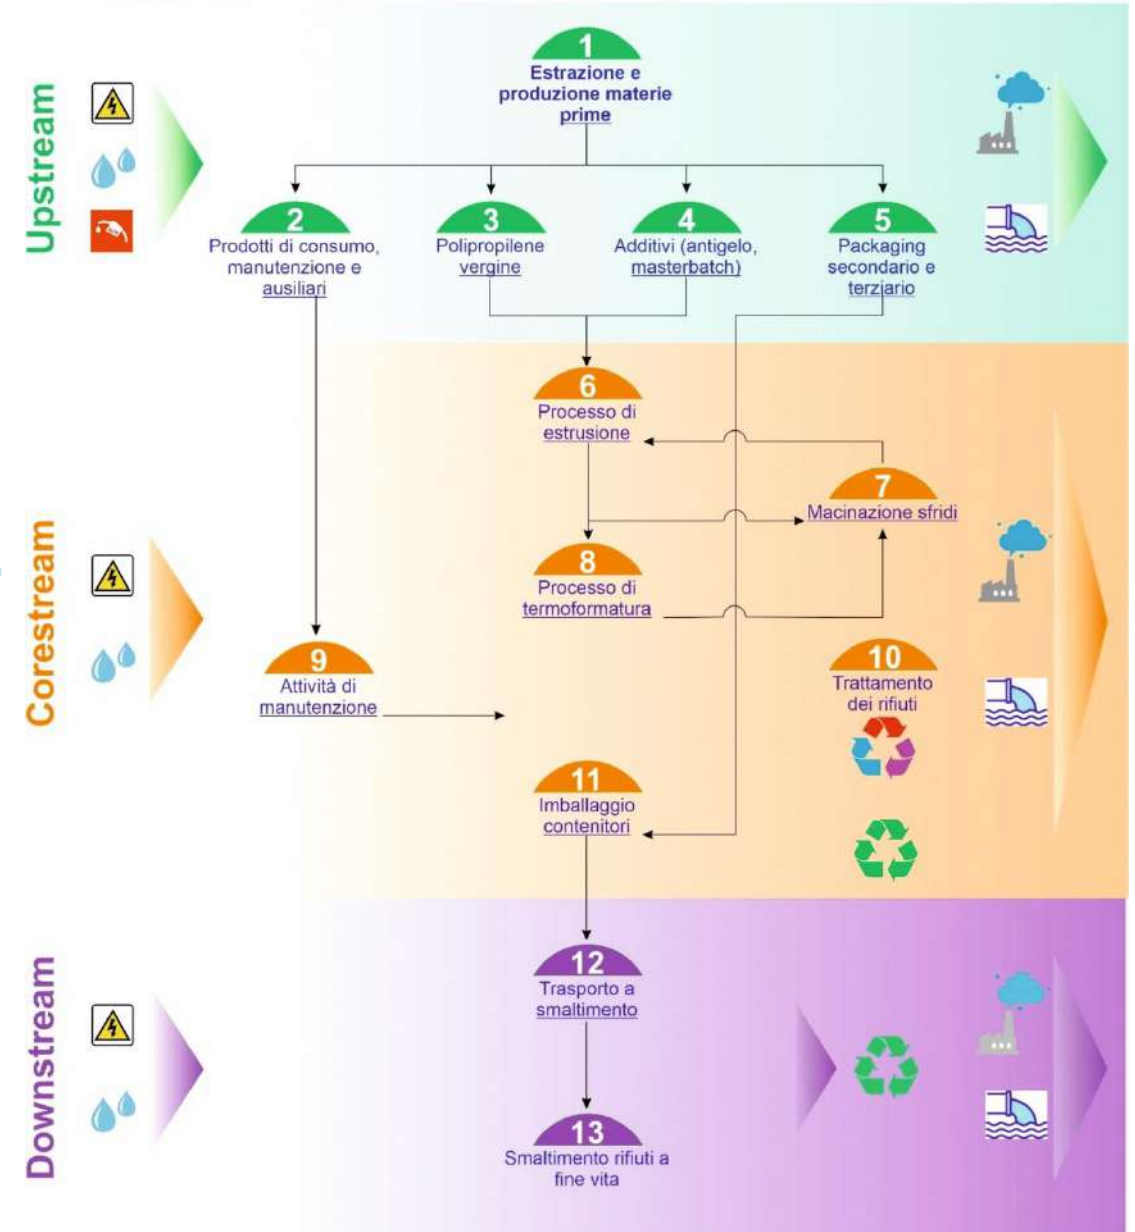 Upstream
1
Estrazione e
produzione materie
prime
2
Prodotti di consumo,
manutenzione e
ausiliari
3
Polipropilene
vergine
4
Additivi (antigelo,
masterbatch)
5
Packaging
secondario e
terziario
Corestream
6
Processo di
estrusione
7
Macinazione sfridi
8
Processo di
termoformatura
9
Attività di
manutenzione
10
Trattamento
dei rifiuti
11
Imballaggio
contenitori
Downstream
12
Trasporto a
smaltimento
13
Smaltimento rifiuti a
fine vita